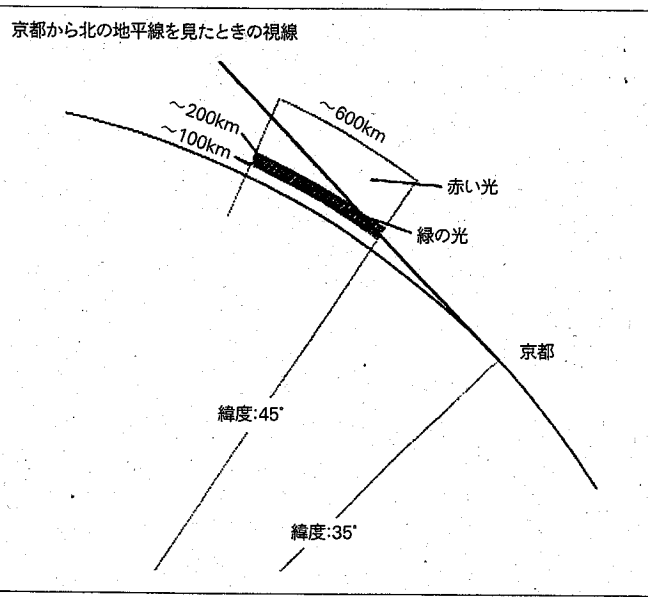 京都から北の地平線を見たときの視線
～200km
～100km
～600km
赤い光
緑の光
京都
緯度:45°
緯度:35°